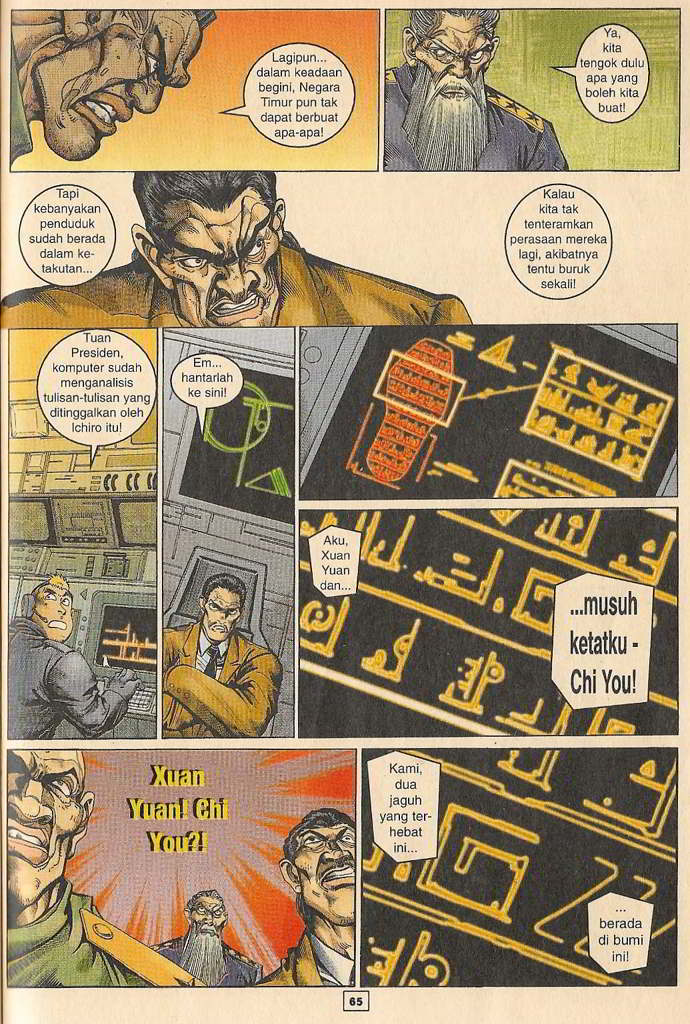 Lagipun...
dalam keadaan
begini, Negara
Timur pun tak
dapat berbuat
apa-apa!
Ya,
kita
tengok dulu
apa yang
boleh kita
buat!
Tapi
kebanyakan
penduduk
sudah berada
dalam ke-
takutan...
Kalau
kita tak
tenteramkan
perasaan mereka
lagi, akibatnya
tentu buruk
sekali!
Tuan
Presiden,
komputer sudah
menganalisis
tulisan-tulisan yang
ditinggalkan oleh
Ichiro itu!
Em...
hantarlah
ke sini!
Aku,
Xuan
Yuan
dan...
...musuh
ketatku -
Chi You!
Xuan
Yuan! Chi
You?!
Kami,
dua
jaguh
yang ter-
hebat
ini...
...
berada
di bumi
ini!
65